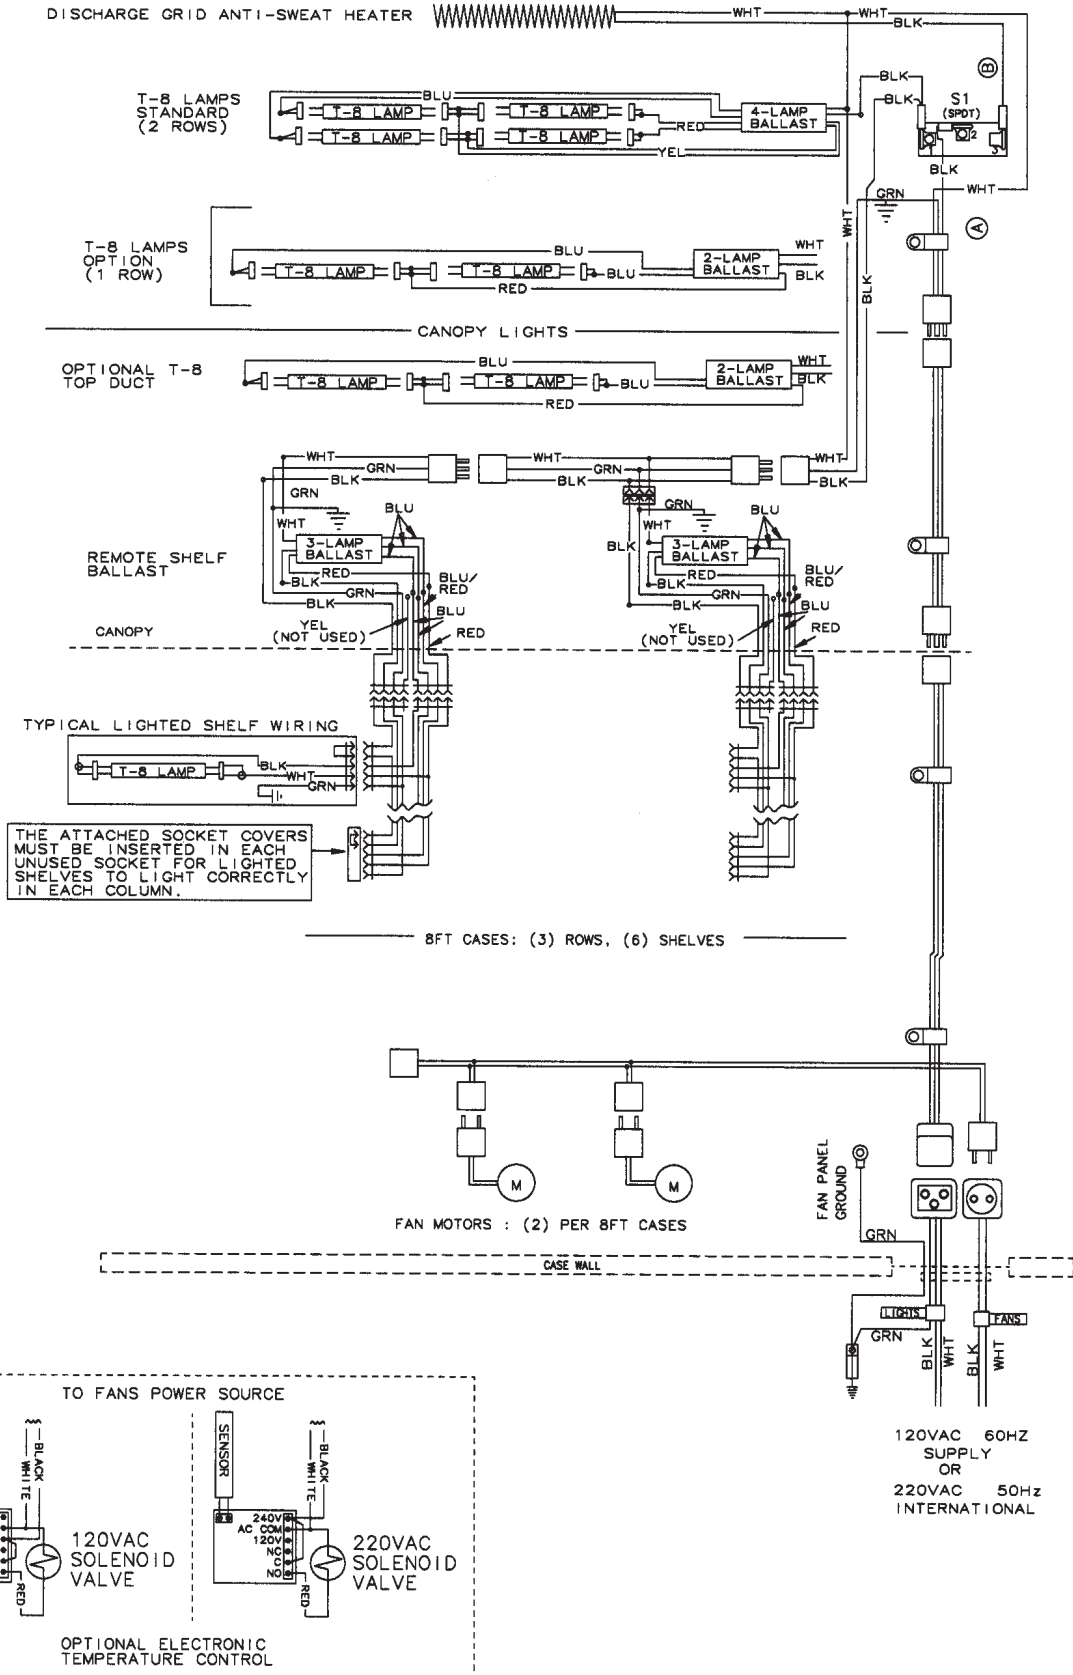 DISCHARGE GRID ANTI-SWEAT HEATER
WHT
WHT
BLK
B
BLK
BLK
S1
(SPDT)
2
3
BLK
WHT
GRN
A
T-8 LAMPS
STANDARD
(2 ROWS)
BLU
T-8 LAMP
T-8 LAMP
T-8 LAMP
T-8 LAMP
RED
YEL
4-LAMP
BALLAST
WHT
BLK
T-8 LAMPS
OPTION
(1 ROW)
BLU
T-8 LAMP
T-8 LAMP
BLU
RED
2-LAMP
BALLAST
WHT
BLK
CANOPY LIGHTS
OPTIONAL T-8
TOP DUCT
BLU
T-8 LAMP
T-8 LAMP
BLU
RED
2-LAMP
BALLAST
WHT
BLK
WHT
GRN
BLK
WHT
GRN
BLK
WHT
BLK
GRN
WHT
BLU
3-LAMP
BALLAST
RED
BLK
GRN
BLK
BLU/
RED
BLU
YEL
(NOT USED)
RED
GRN
WHT
BLK
BLU
3-LAMP
BALLAST
RED
BLK
GRN
BLK
BLU/
RED
BLU
YEL
(NOT USED)
RED
REMOTE SHELF
BALLAST
CANOPY
TYPICAL LIGHTED SHELF WIRING
T-8 LAMP
BLK
WHT
GRN
THE ATTACHED SOCKET COVERS
MUST BE INSERTED IN EACH
UNUSED SOCKET FOR LIGHTED
SHELVES TO LIGHT CORRECTLY
IN EACH COLUMN.
8FT CASES: (3) ROWS, (6) SHELVES
M
M
FAN MOTORS : (2) PER 8FT CASES
FAN PANEL
GROUND
GRN
CASE WALL
LIGHTS
FANS
GRN
BLK
WHT
BLK
WHT
120VAC 60HZ
SUPPLY
OR
220VAC 50Hz
INTERNATIONAL
TO FANS POWER SOURCE
BLACK
WHITE
RED
120VAC
SOLENOID
VALVE
SENSOR
BLACK
WHITE
240V
AC COM
120V
NC
C
NO
RED
220VAC
SOLENOID
VALVE
OPTIONAL ELECTRONIC
TEMPERATURE CONTROL